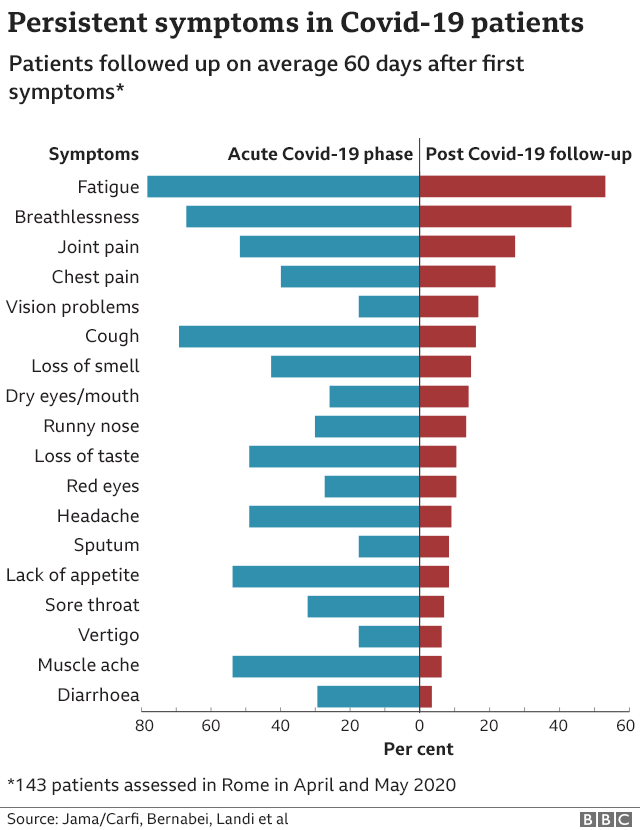 Persistent symptoms in Covid-19 patients
Patients followed up on average 60 days after first
symptoms*
Symptoms Acute Covid-19 phase Post Covid-19 follow-up
Fatigue
Breathlessness
Joint pain
Chest pain
Vision problems
Cough
Loss of smell
Dry eyes/mouth
Runny nose
Loss of taste
Red eyes
Headache
Sputum
Lack of appetite
Sore throat
Vertigo
Muscle ache
Diarrhoea
80 60 40 20 0 20 40 60
Per cent
*143 patients assessed in Rome in April and May 2020
Source: Jama/Carfi, Bernabei, Landi et al BBC